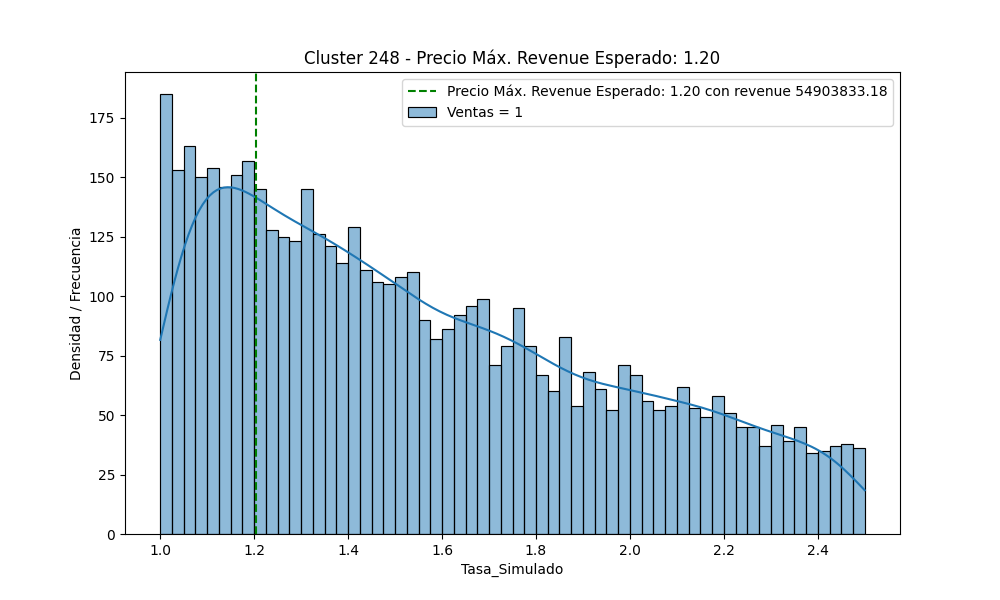 Cluster 248 - Precio Máx. Revenue Esperado: 1.20
Precio Máx. Revenue Esperado: 1.20 con revenue 54903833.18
Ventas = 1
Densidad / Frecuencia
175
150
125
100
75
50
25
0
1.0 1.2 1.4 1.6 1.8 2.0 2.2 2.4
Tasa_Simulado